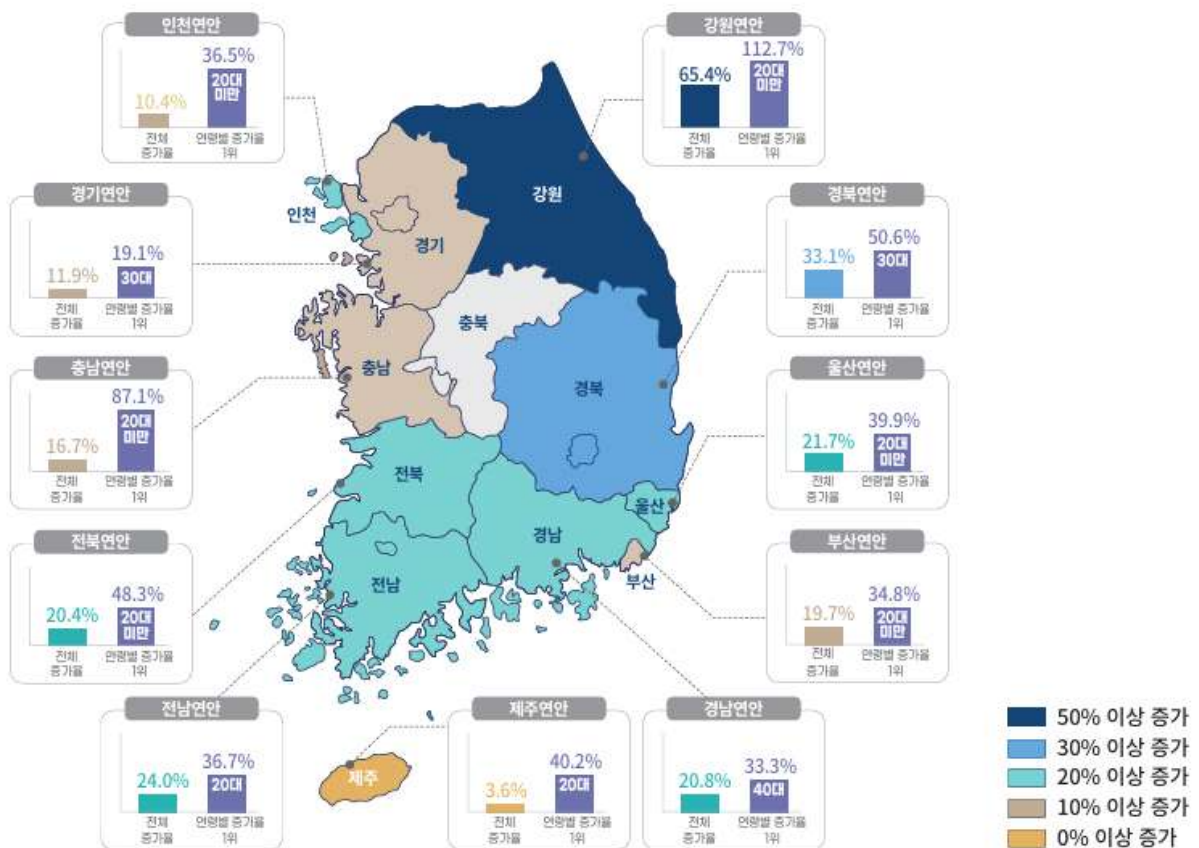 인천연안
36.5%
20대
미만
10.4%
전체
증가율
연령별 증가율
1위
강원연안
112.7%
20대
미만
65.4%
전체
증가율
연령별 증가율
1위
경기연안
19.1%
30대
11.9%
전체
증가율
연령별 증가율
1위
경북연안
50.6%
30대
33.1%
전체
증가율
연령별 증가율
1위
충남연안
87.1%
20대
미만
16.7%
전체
증가율
연령별 증가율
1위
울산연안
39.9%
20대
미만
21.7%
전체
증가율
연령별 증가율
1위
전북연안
48.3%
20대
미만
20.4%
전체
증가율
연령별 증가율
1위
부산연안
34.8%
20대
미만
19.7%
전체
증가율
연령별 증가율
1위
전남연안
36.7%
20대
24.0%
전체
증가율
연령별 증가율
1위
제주연안
40.2%
20대
3.6%
전체
증가율
연령별 증가율
1위
경남연안
33.3%
40대
20.8%
전체
증가율
연령별 증가율
1위
강원
인천
경기
충북
충남
경북
전북
울산
경남
부산
전남
제주
50% 이상 증가
30% 이상 증가
20% 이상 증가
10% 이상 증가
0% 이상 증가